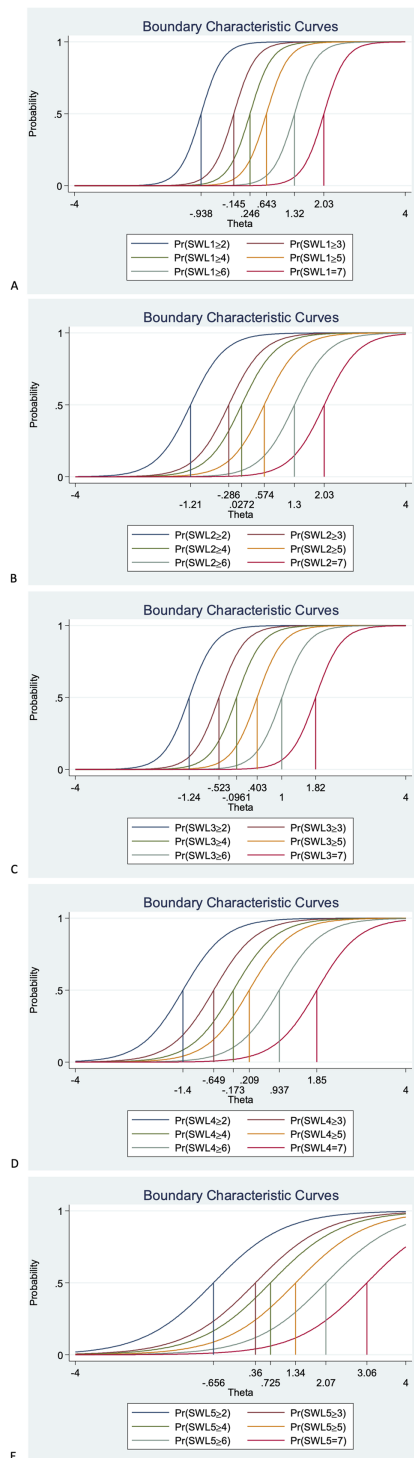 Boundary Characteristic Curves
Probability
1
.5
0
-4 -.145 .643 2.03 4
-.938 .246 1.32
Theta
Pr(SWL1≥2) Pr(SWL1≥3)
Pr(SWL1≥4) Pr(SWL1≥5)
Pr(SWL1≥6) Pr(SWL1=7)
A
Boundary Characteristic Curves
Probability
1
.5
0
-4 -.286 .574 2.03 4
-1.21 .0272 1.3
Theta
Pr(SWL2≥2) Pr(SWL2≥3)
Pr(SWL2≥4) Pr(SWL2≥5)
Pr(SWL2≥6) Pr(SWL2=7)
B
Boundary Characteristic Curves
Probability
1
.5
0
-4 -.523 .403 1.82 4
-1.24 -.0961 1
Theta
Pr(SWL3≥2) Pr(SWL3≥3)
Pr(SWL3≥4) Pr(SWL3≥5)
Pr(SWL3≥6) Pr(SWL3=7)
C
Boundary Characteristic Curves
Probability
1
.5
0
-4 -.649 .209 1.85 4
-1.4 -.173 .937
Theta
Pr(SWL4≥2) Pr(SWL4≥3)
Pr(SWL4≥4) Pr(SWL4≥5)
Pr(SWL4≥6) Pr(SWL4=7)
D
Boundary Characteristic Curves
Probability
1
.5
0
-4 .36 1.34 3.06
-.656 .725 2.07 4
Theta
Pr(SWL5≥2) Pr(SWL5≥3)
Pr(SWL5≥4) Pr(SWL5≥5)
Pr(SWL5≥6) Pr(SWL5=7)